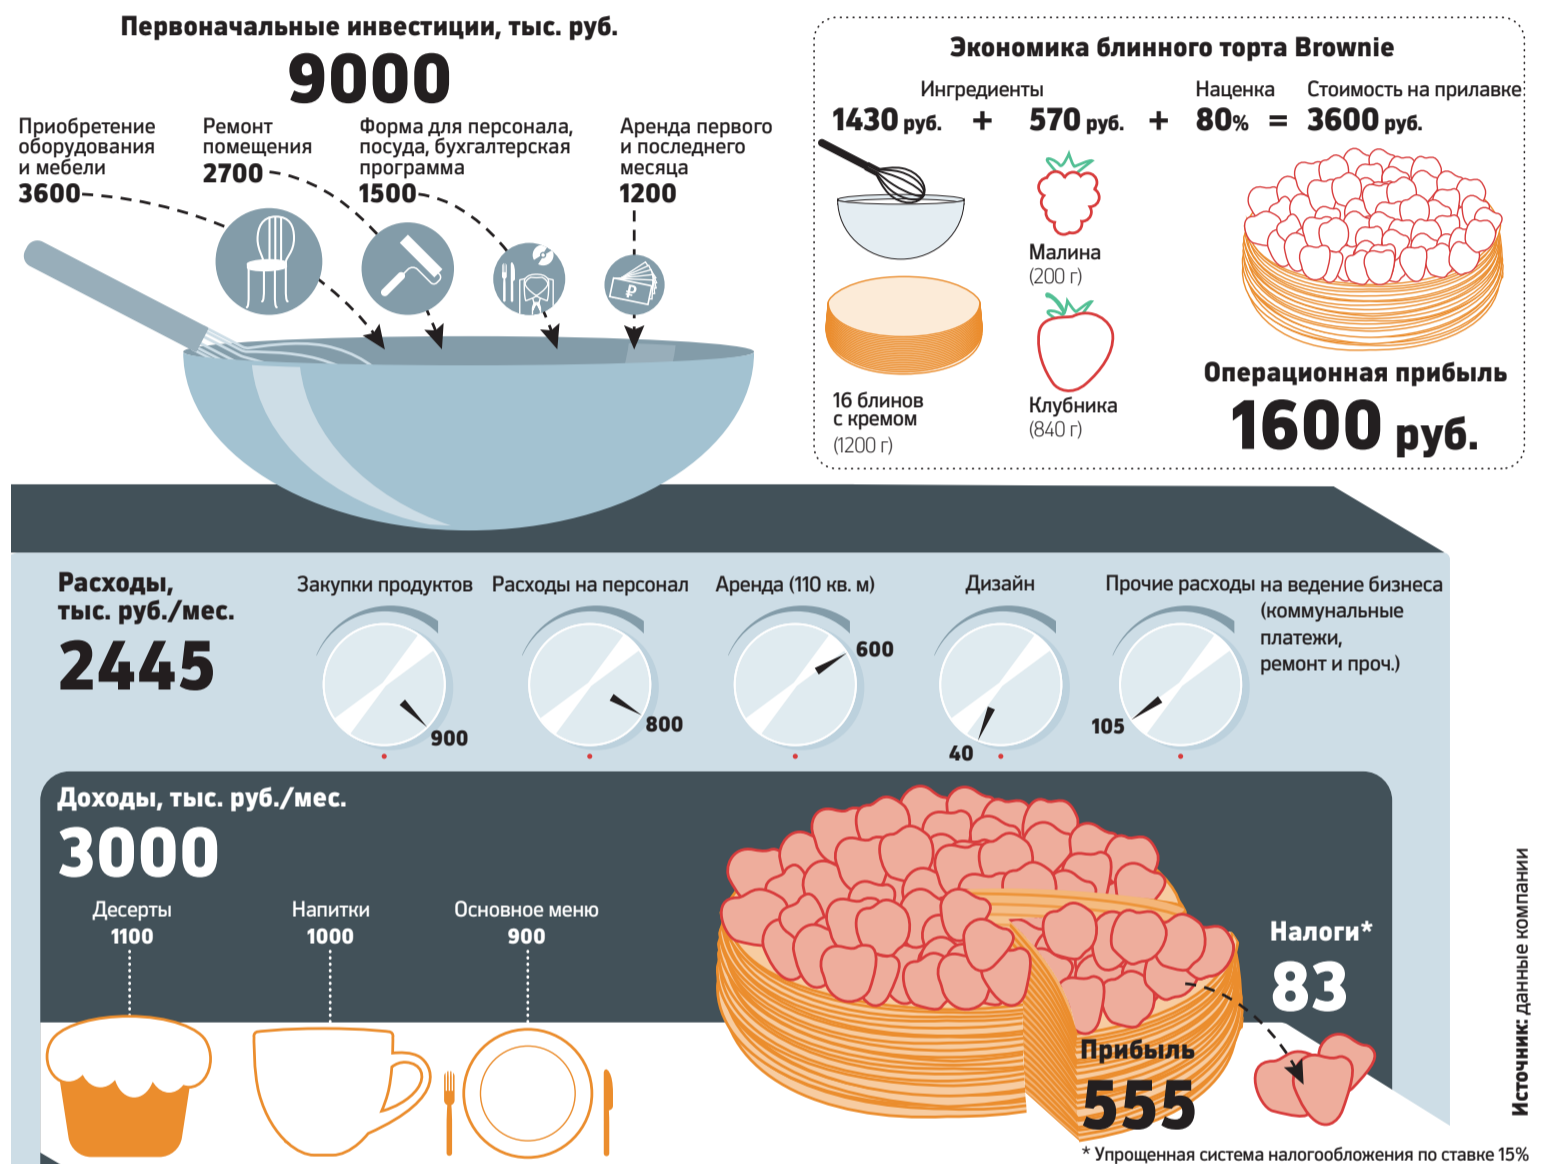 Первоначальные инвестиции, тыс. руб.
9000
Приобретение
оборудования
и мебели
3600
Ремонт
помещения
2700
Форма для персонала,
посуда, бухгалтерская
программа
1500
Аренда первого
и последнего
месяца
1200
₽
Экономика блинного торта Brownie
Ингредиенты
Наценка
Стоимость на прилавке
1430 руб. + 570 руб. + 80% = 3600 руб.
Малина
(200 г)
16 блинов
с кремом
(1200 г)
Клубника
(840 г)
Операционная прибыль
1600 руб.
Расходы,
тыс. руб./мес.
2445
Закупки продуктов
900
Расходы на персонал
800
Аренда (110 кв. м)
600
Дизайн
40
Прочие расходы на ведение бизнеса
(коммунальные
платежи,
ремонт и проч.)
105
Доходы, тыс. руб./мес.
3000
Десерты
1100
Напитки
1000
Основное меню
900
Налоги*
83
Прибыль
555
* Упрощенная система налогообложения по ставке 15%
Источник: данные компании